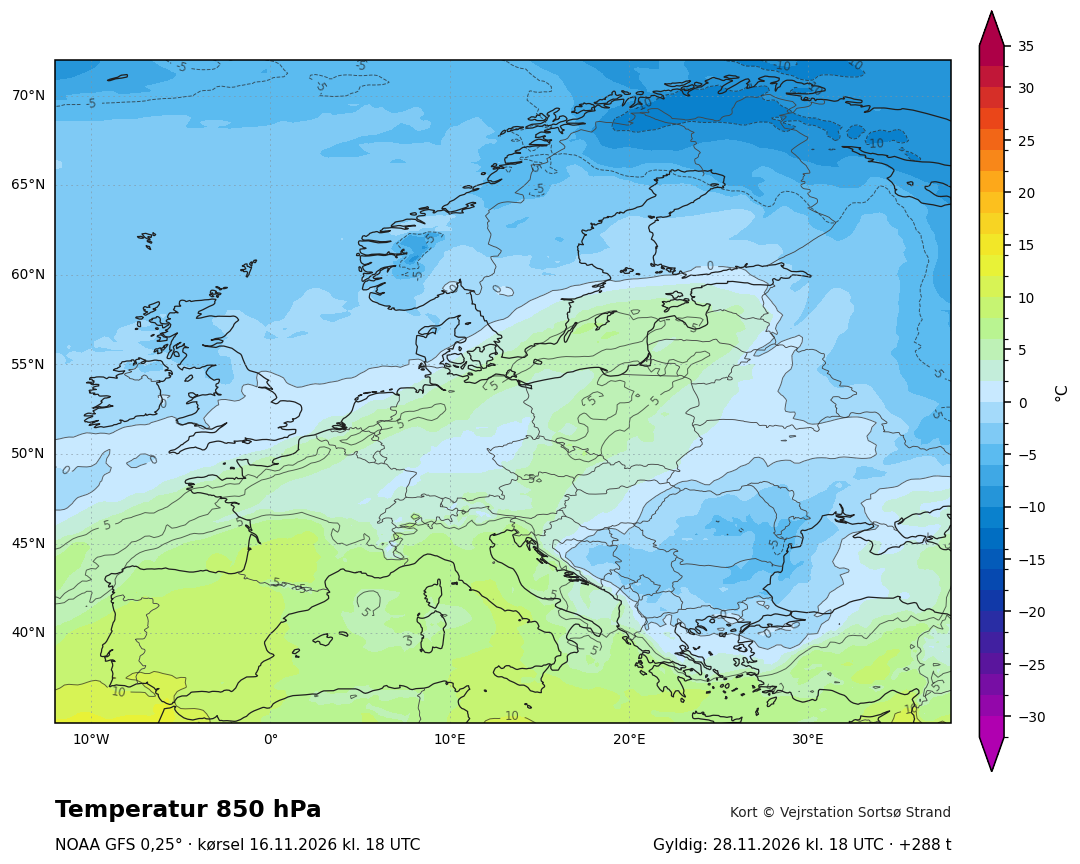 70°N
65°N
60°N
55°N
50°N
45°N
40°N
10°W
0°
10°E
20°E
30°E
35
30
25
20
15
10
5
0
−5
−10
−15
−20
−25
−30
°C
Temperatur 850 hPa
Kort © Vejrstation Sortsø Strand
NOAA GFS 0,25° · kørsel 16.11.2026 kl. 18 UTC
Gyldig: 28.11.2026 kl. 18 UTC · +288 t